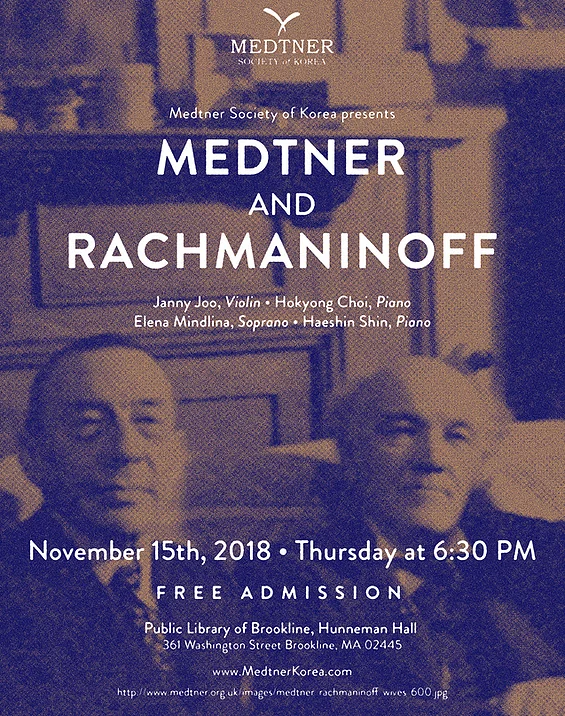 MEDTNER
SOCIETY of KOREA
Medtner Society of Korea presents
MEDTNER
AND
RACHMANINOFF
Janny Joo, Violin • Hokyong Choi, Piano
Elena Mindlina, Soprano • Haeshin Shin, Piano
November 15th, 2018 • Thursday at 6:30 PM
FREE ADMISSION
Public Library of Brookline, Hunneman Hall
361 Washington Street Brookline, MA 02445
www.MedtnerKorea.com
http://www.medtner.org.uk/images/medtner_rachmaninoff_wives_600.jpg